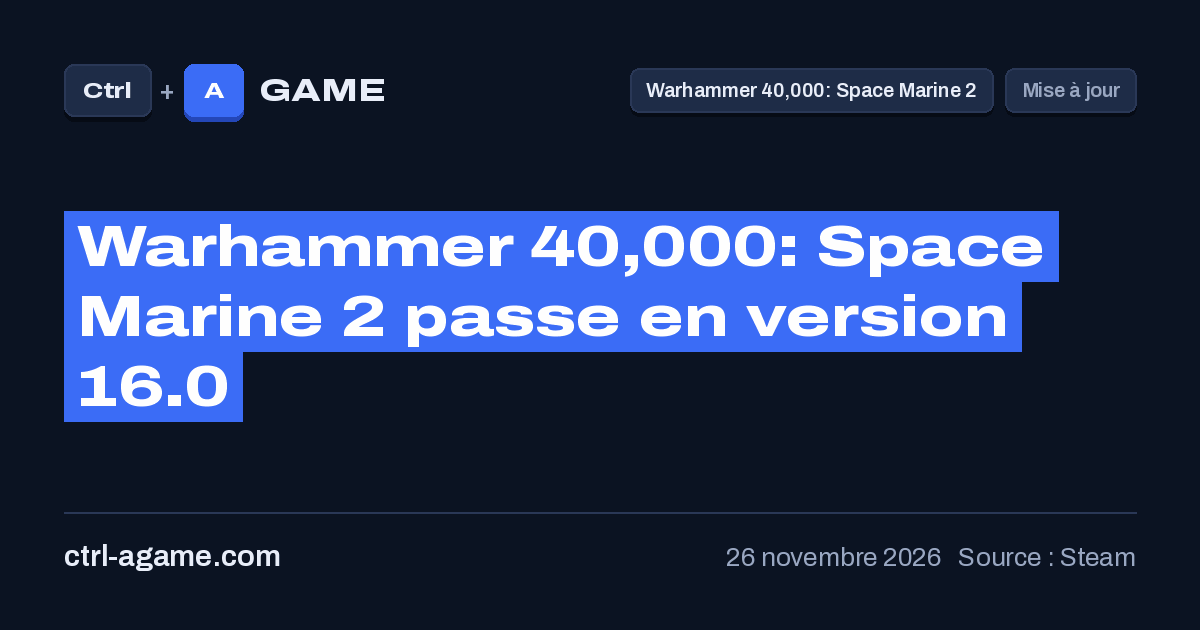 Ctrl + A GAME
Warhammer 40,000: Space Marine 2
Mise à jour
Warhammer 40,000: Space
Marine 2 passe en version
16.0
ctrl-agame.com
26 novembre 2026 Source : Steam